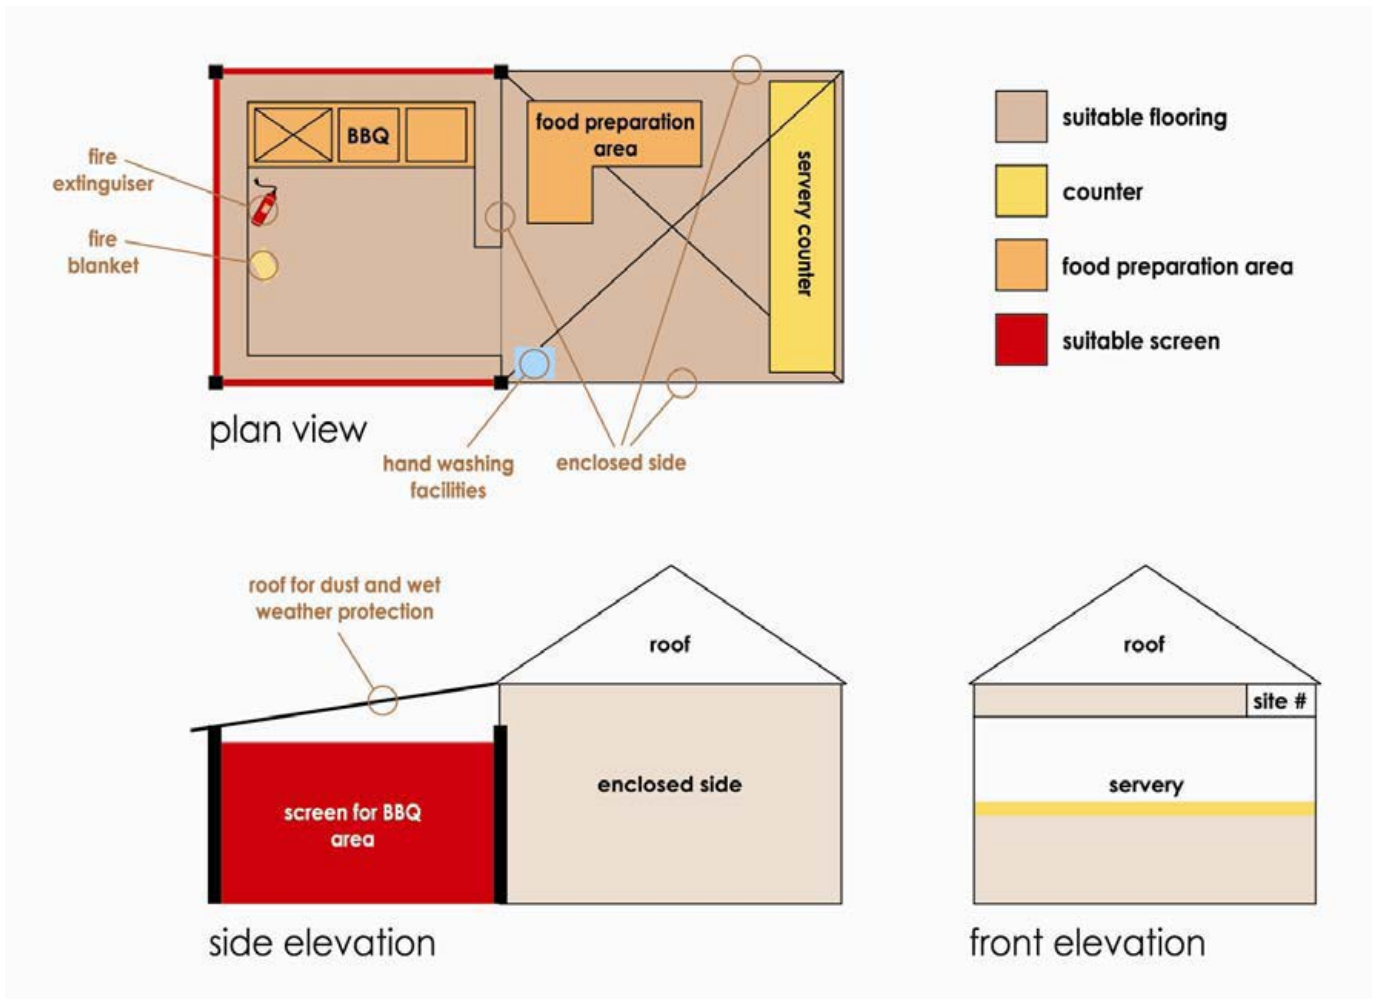 fire
extinguiser
fire
blanket
BBQ
food preparation
area
servery counter
suitable flooring
counter
food preparation area
suitable screen
plan view
hand washing
facilities
enclosed side
roof for dust and wet
weather protection
roof
enclosed side
screen for BBQ
area
side elevation
roof
site #
servery
front elevation